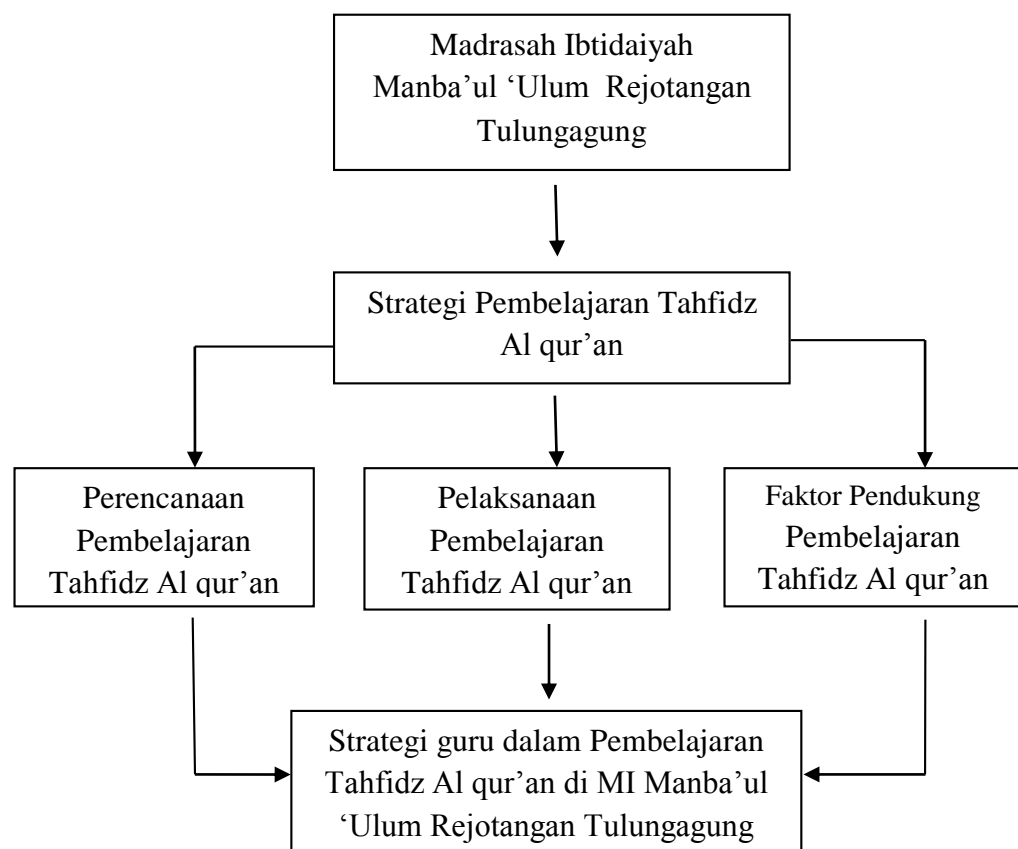 Madrasah Ibtidaiyah
Manba’ul ‘Ulum Rejotangan
Tulungagung
Strategi Pembelajaran Tahfidz
Al qur’an
Perencanaan
Pembelajaran
Tahfidz Al qur’an
Pelaksanaan
Pembelajaran
Tahfidz Al qur’an
Faktor Pendukung
Pembelajaran
Tahfidz Al qur’an
Strategi guru dalam Pembelajaran
Tahfidz Al qur’an di MI Manba’ul
‘Ulum Rejotangan Tulungagung